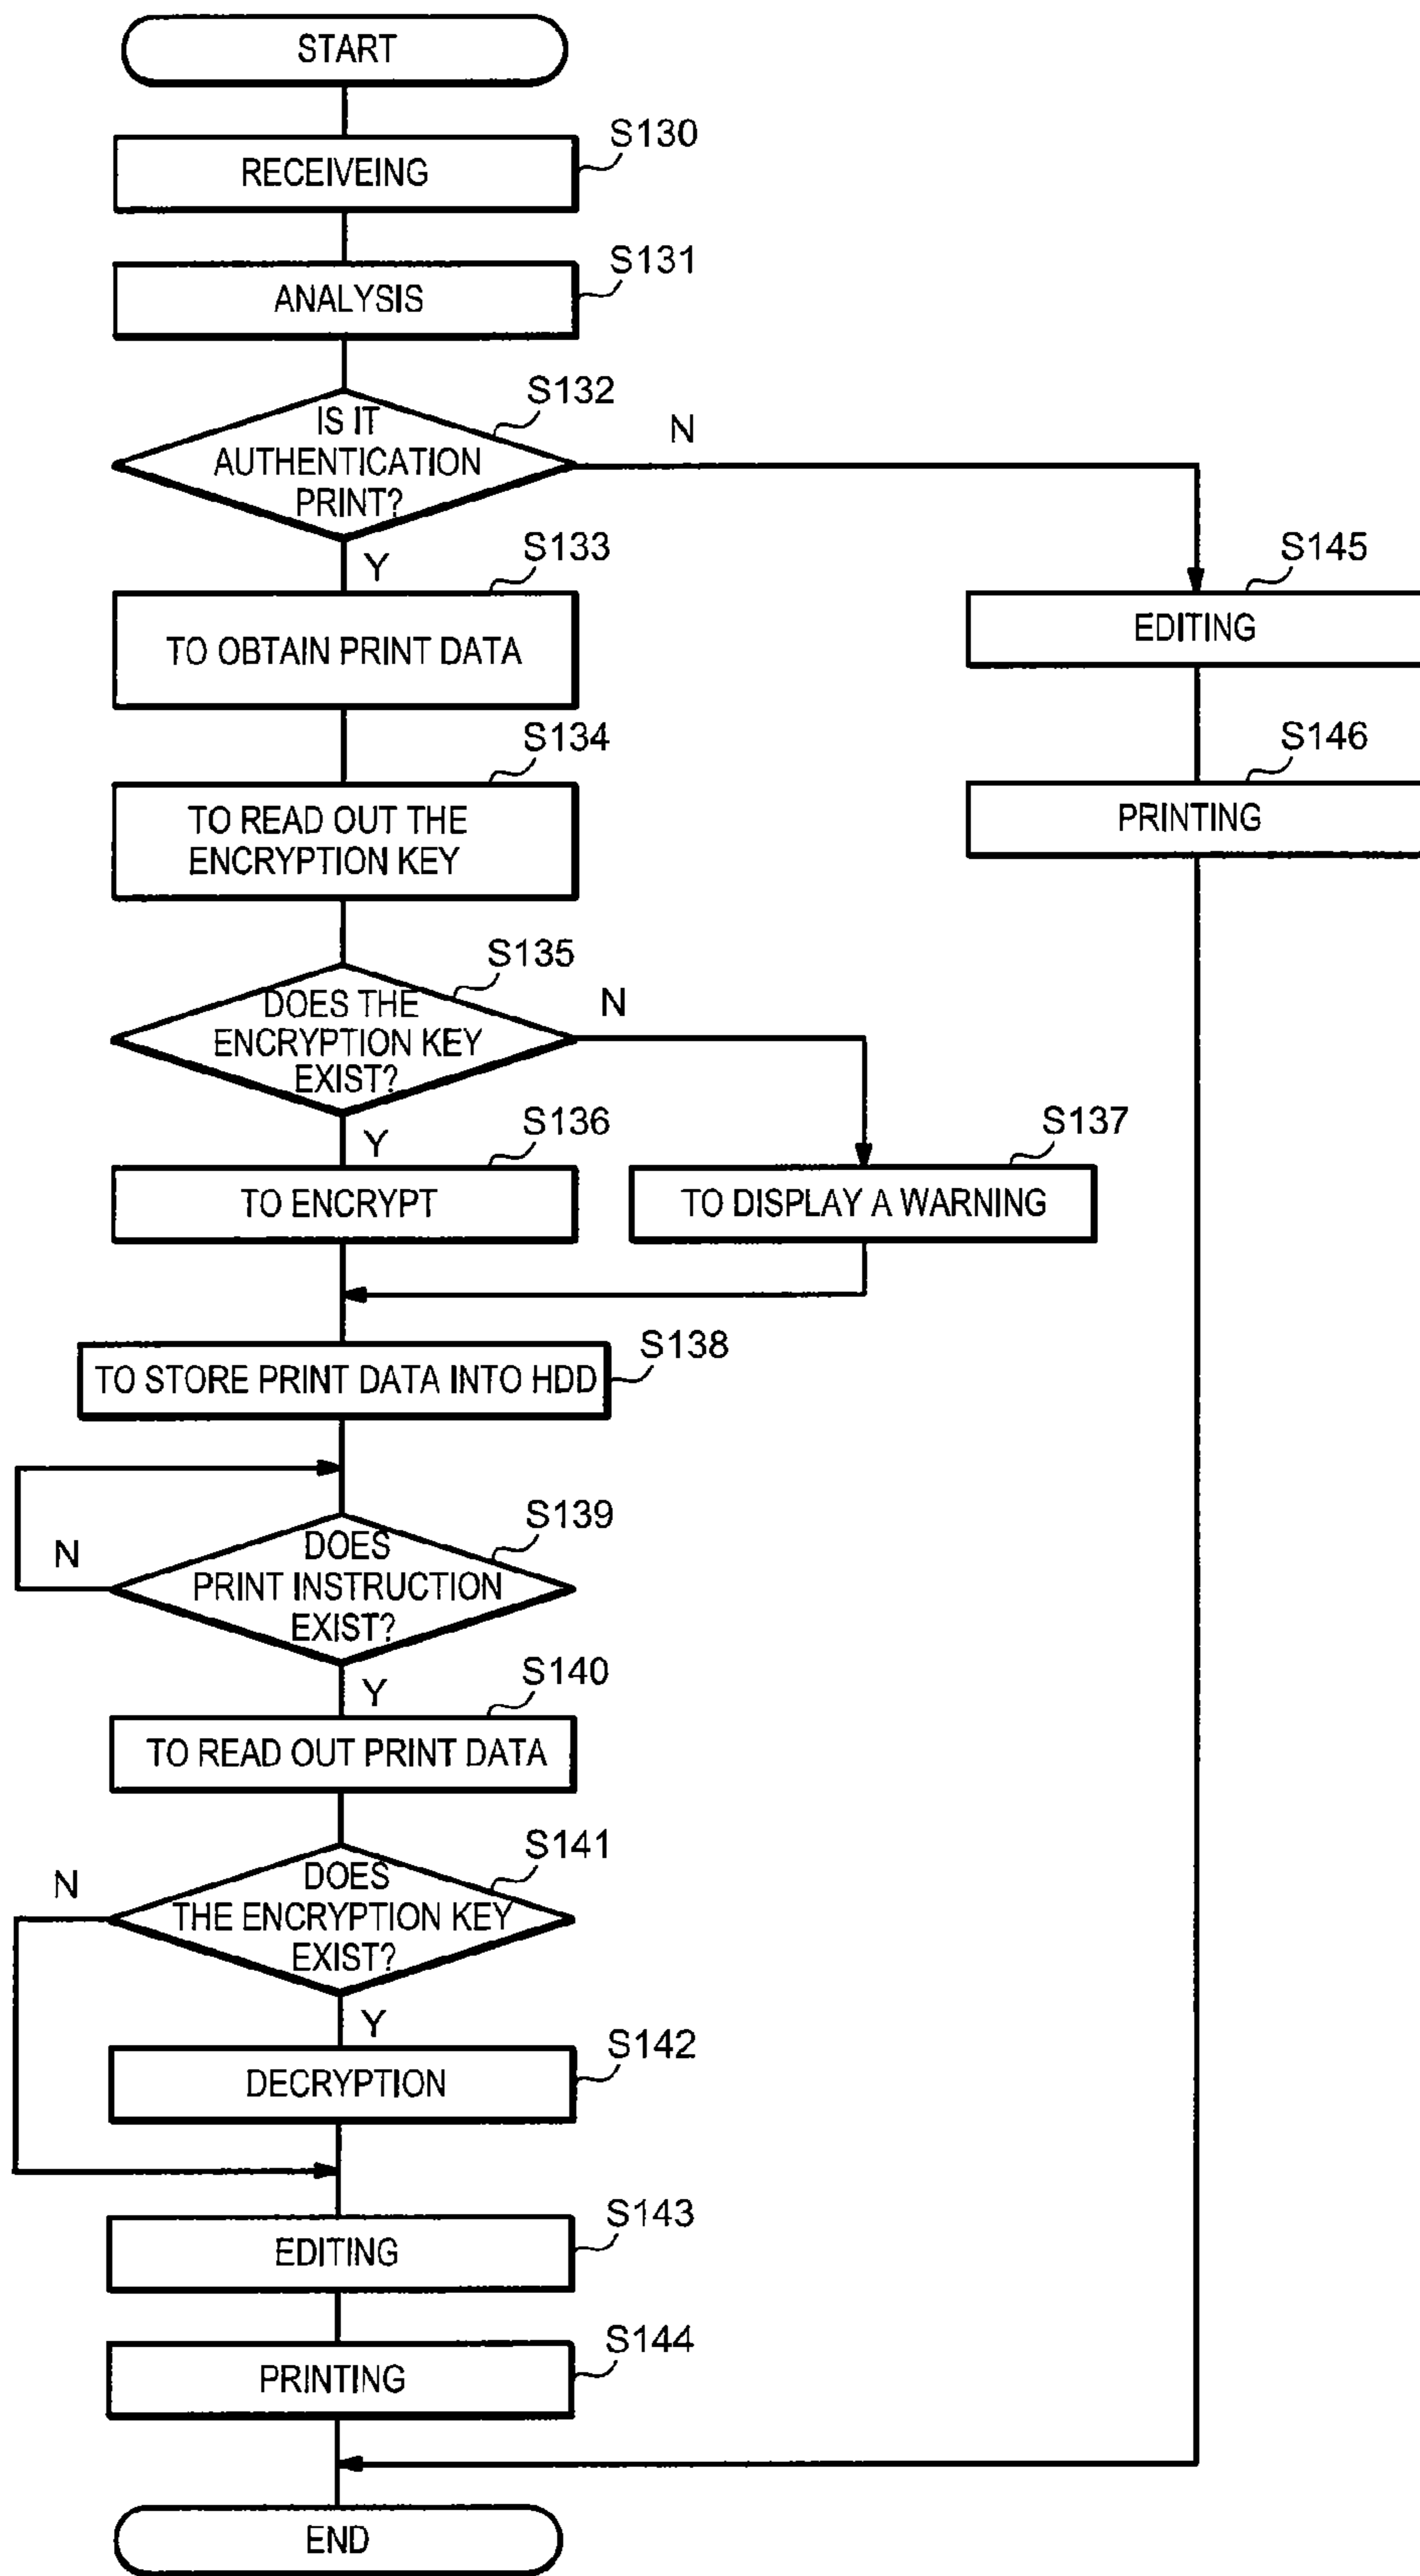 START
S130
RECEIVEING
S131
ANALYSIS
S132
IS IT
AUTHENTICATION
PRINT?
N
Y
S133
TO OBTAIN PRINT DATA
S145
EDITING
S134
TO READ OUT THE
ENCRYPTION KEY
S146
PRINTING
S135
DOES THE
ENCRYPTION KEY
EXIST?
N
Y
S136
TO ENCRYPT
S137
TO DISPLAY A WARNING
S138
TO STORE PRINT DATA INTO HDD
S139
DOES
PRINT INSTRUCTION
EXIST?
N
Y
S140
TO READ OUT PRINT DATA
S141
DOES
THE ENCRYPTION KEY
EXIST?
N
Y
S142
DECRYPTION
S143
EDITING
S144
PRINTING
END